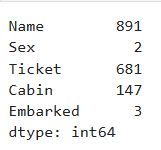 Name 891
Sex 2
Ticket 681
Cabin 147
Embarked 3
dtype: int64